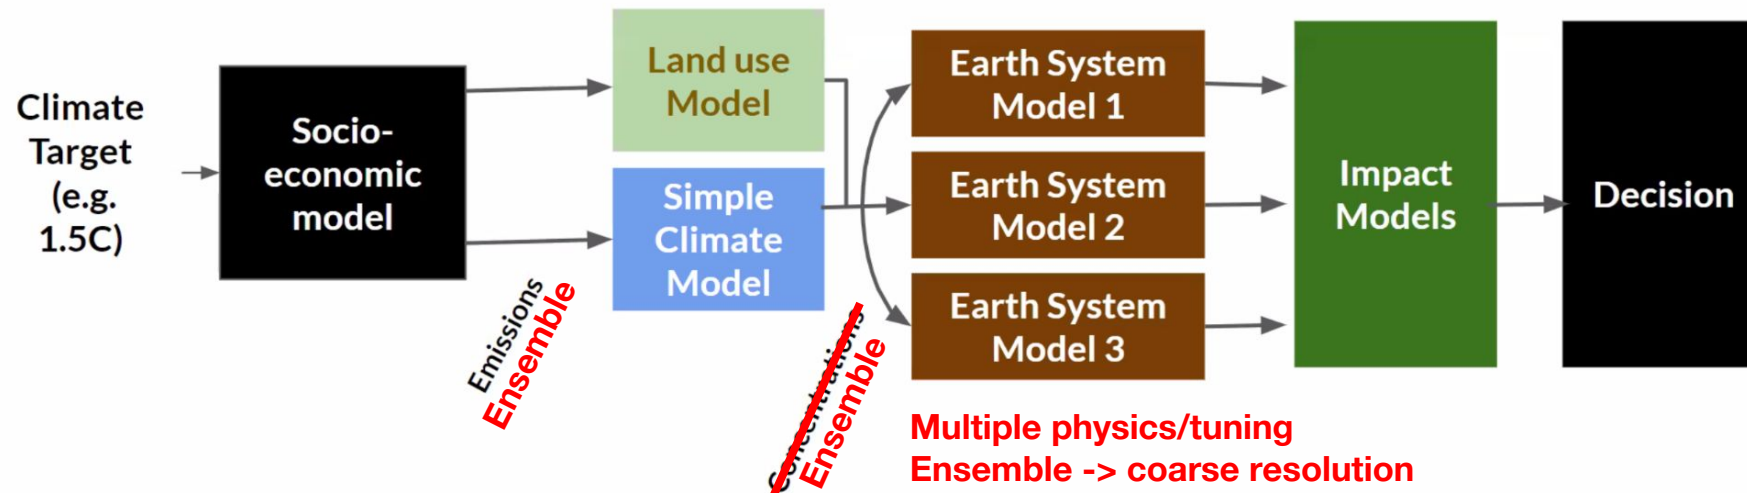 Climate
Target
(e.g.
1.5C)
Socio-
economic
model
Land use
Model
Simple
Climate
Model
Emissions
Ensemble
Concentrations
Ensemble
Earth System
Model 1
Earth System
Model 2
Earth System
Model 3
Multiple physics/tuning
Ensemble -> coarse resolution
Impact
Models
Decision